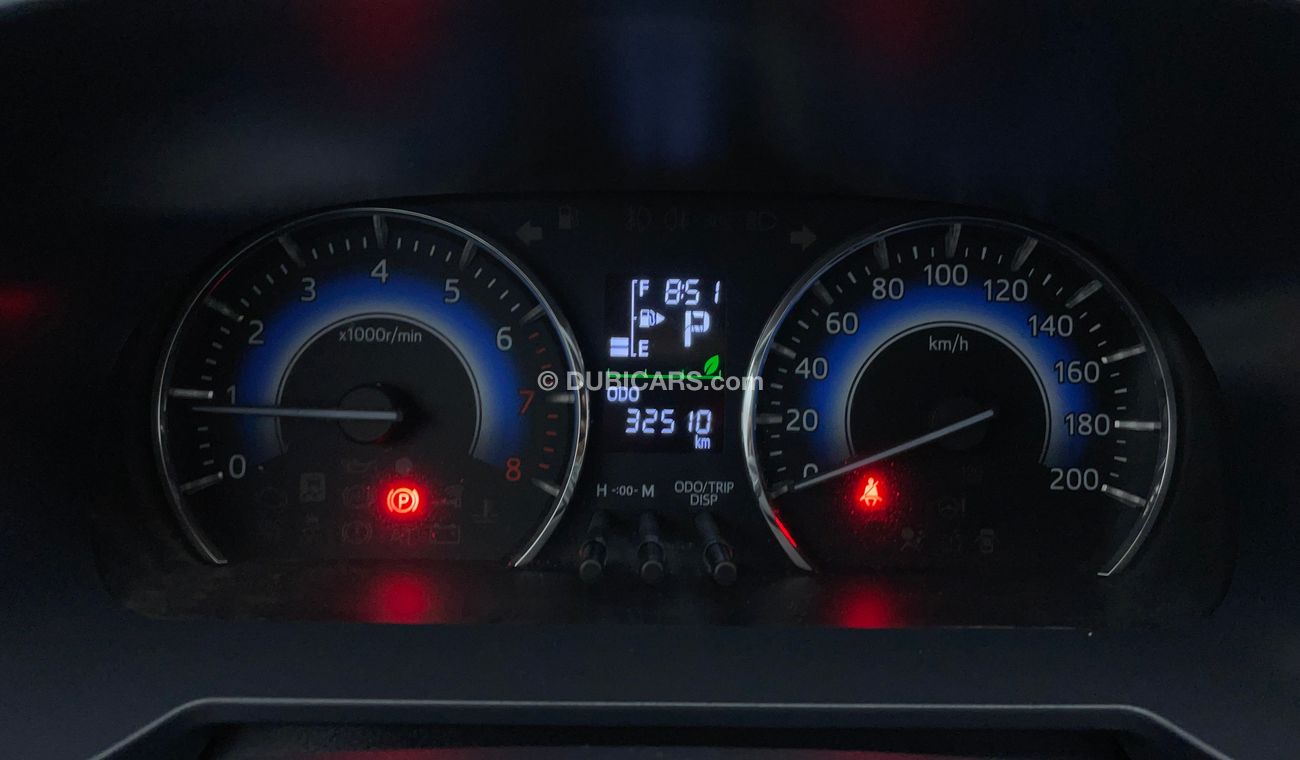 0 1 2 3 4 5 6 7 8
x1000r/min
F 8:51
P
E
© DUBICARS.com
ODO
32510
km
H -:00- M
ODO/TRIP
DISP
0 20 40 60 80 100 120 140 160 180 200
km/h
P